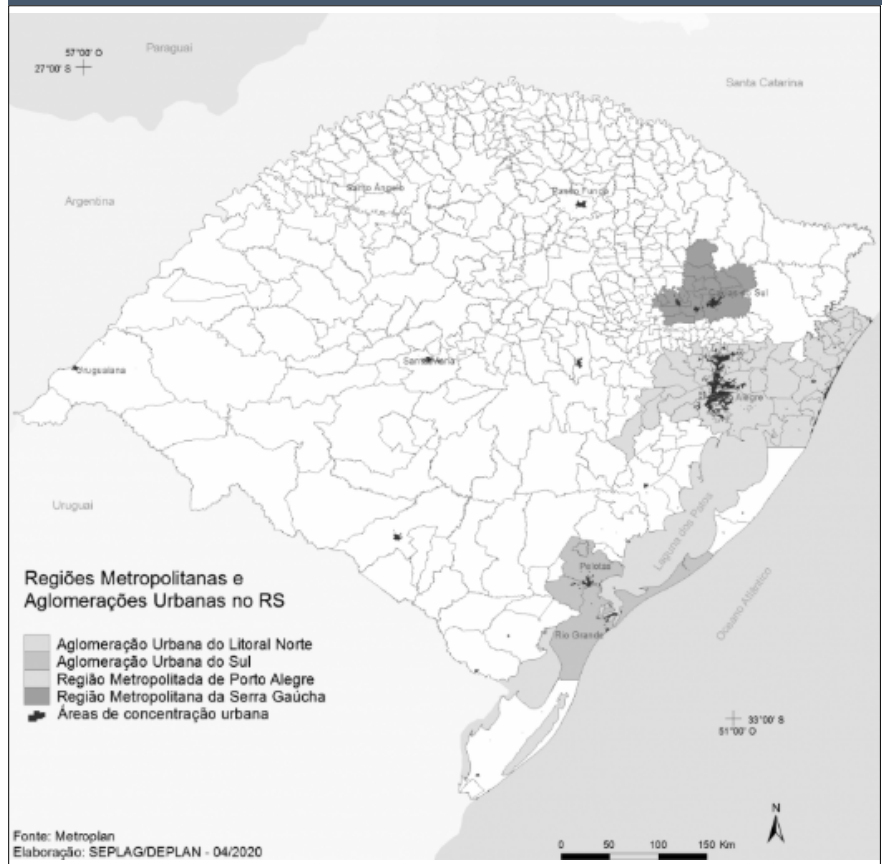 57°00' O
27°00' S
Paraguai
Santa Catarina
Argentina
Santo Ângelo
Passo Fundo
Caxias do Sul
Santa Maria
Uruguaiana
Alegre
Uruguai
Laguna dos Patos
Pelotas
Rio Grande
Oceano Atlântico
Regiões Metropolitanas e
Aglomerações Urbanas no RS
Aglomeração Urbana do Litoral Norte
Aglomeração Urbana do Sul
Região Metropolitada de Porto Alegre
Região Metropolitana da Serra Gaúcha
Áreas de concentração urbana
33°00' S
51°00' O
N
Fonte: Metroplan
Elaboração: SEPLAG/DEPLAN - 04/2020
0 50 100 150 Km